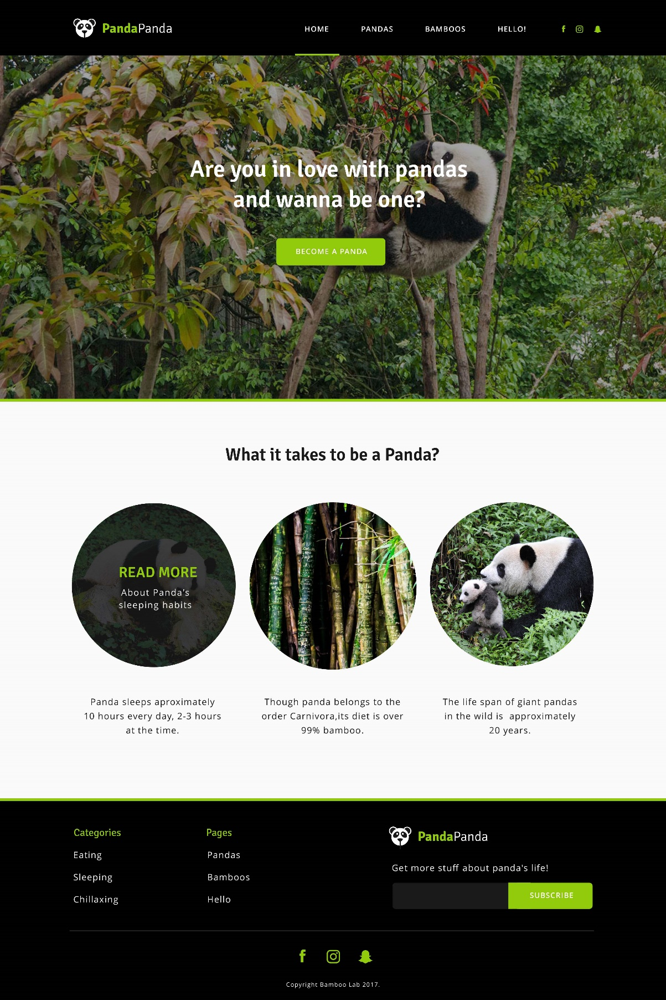 PandaPanda
HOME PANDAS BAMBOOS HELLO!
Are you in love with pandas
and wanna be one?
BECOME A PANDA
What it takes to be a Panda?
READ MORE
About Panda's
sleeping habits
Panda sleeps aproximately
10 hours every day, 2-3 hours
at the time.
Though panda belongs to the
order Carnivora,its diet is over
99% bamboo.
The life span of giant pandas
in the wild is approximately
20 years.
Categories
Eating
Sleeping
Chillaxing
Pages
Pandas
Bamboos
Hello
PandaPanda
Get more stuff about panda's life!
SUBSCRIBE
Copyright Bamboo Lab 2017.